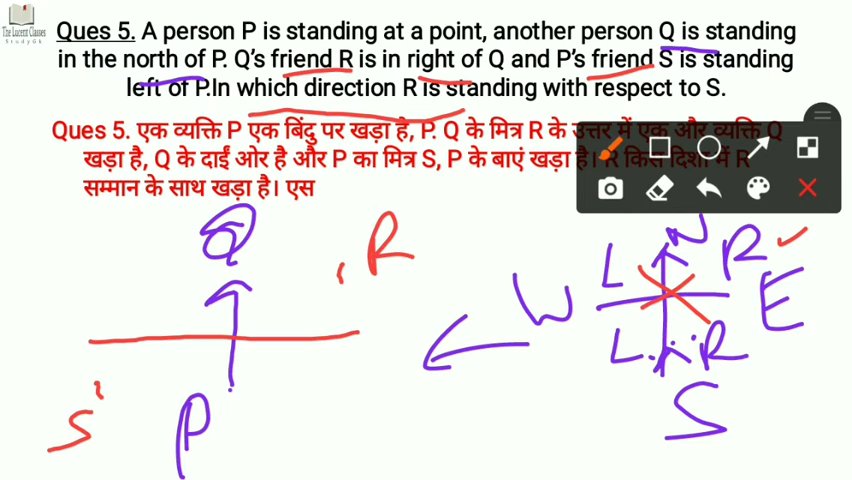 The Lucent Classes
StudyGk
Ques 5. A person P is standing at a point, another person Q is standing
in the north of P. Q's friend R is in right of Q and P's friend S is standing
left of P.In which direction R is standing with respect to S.
Ques 5. एक व्यक्ति P एक बिंदु पर खड़ा है, P. Q के मित्र R के उत्तर में एक और व्यक्ति Q
खड़ा है, Q के दाईं ओर है और P का मित्र S, P के बाएं खड़ा है। R किस दिशा में R
सम्मान के साथ खड़ा है। एस
Q R
S P
N
L R
W E
L R
S